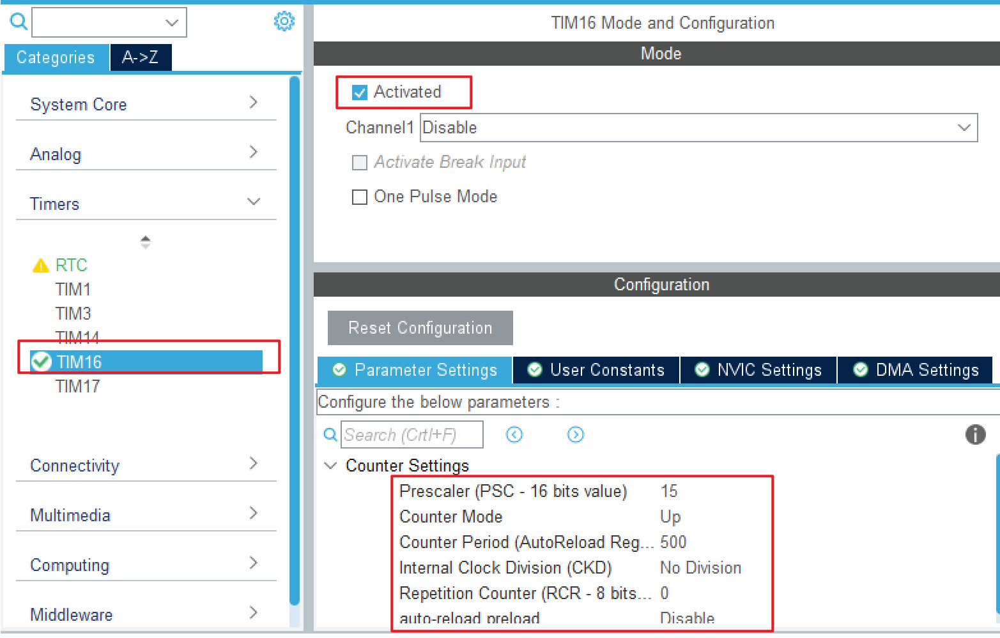 Categories
A->Z
System Core
Analog
Timers
RTC
TIM1
TIM3
TIM14
TIM16
TIM17
Connectivity
Multimedia
Computing
Middleware
TIM16 Mode and Configuration
Mode
Activated
Channel1 Disable
Activate Break Input
One Pulse Mode
Configuration
Reset Configuration
Parameter Settings
User Constants
NVIC Settings
DMA Settings
Configure the below parameters :
Search (Crtl+F)
Counter Settings
Prescaler (PSC - 16 bits value) 15
Counter Mode Up
Counter Period (AutoReload Reg... 500
Internal Clock Division (CKD) No Division
Repetition Counter (RCR - 8 bits... 0
auto-reload preload Disable